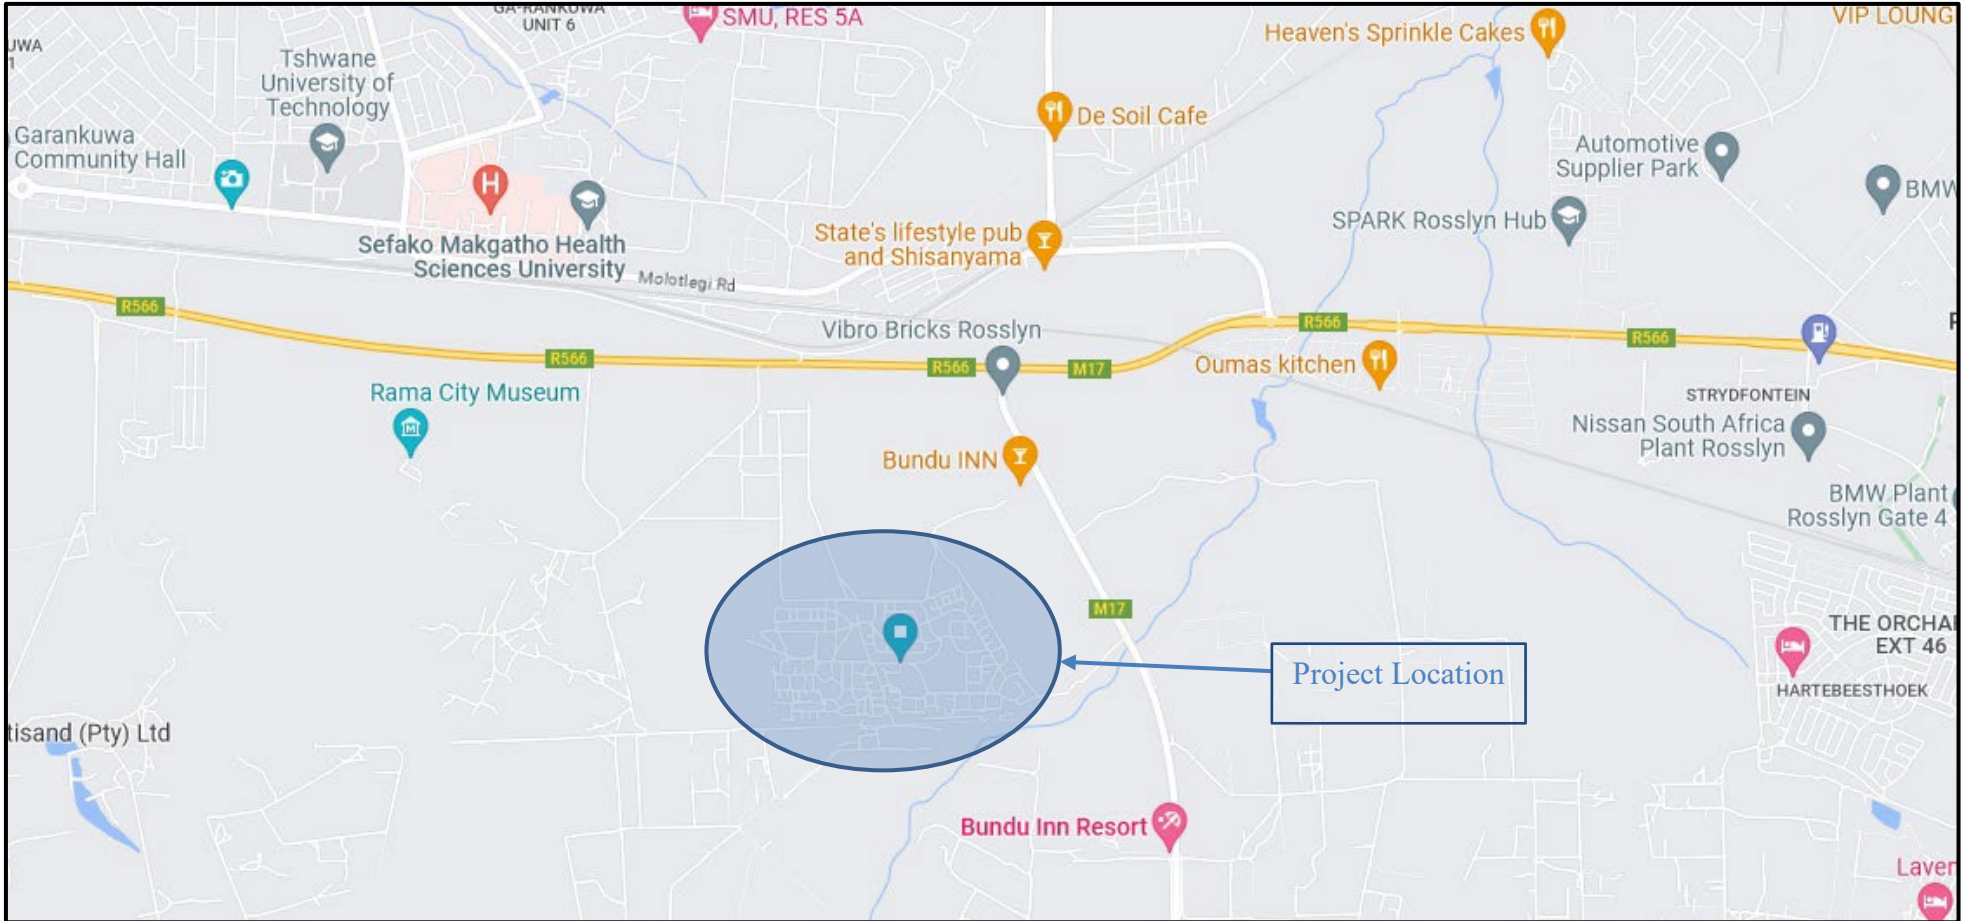 GA-RANKUWA
UNIT 6
SMU, RES 5A
Heaven's Sprinkle Cakes
VIP LOUNG
UWA
1
Tshwane
University of
Technology
De Soil Cafe
Garankuwa
Community Hall
Automotive
Supplier Park
BMW
H
SPARK Rosslyn Hub
State's lifestyle pub
and Shisanyama
Sefako Makgatho Health
Sciences University
Molotlegi Rd
R566
R566
R566
Vibro Bricks Rosslyn
R566
R566
M17
Oumas kitchen
Rama City Museum
M
STRYDFONTEIN
Nissan South Africa
Plant Rosslyn
Bundu INN
BMW Plant
Rosslyn Gate 4
M17
THE ORCHA
EXT 46
Project Location
HARTEBEESTHOEK
tisand (Pty) Ltd
Bundu Inn Resort
Laver